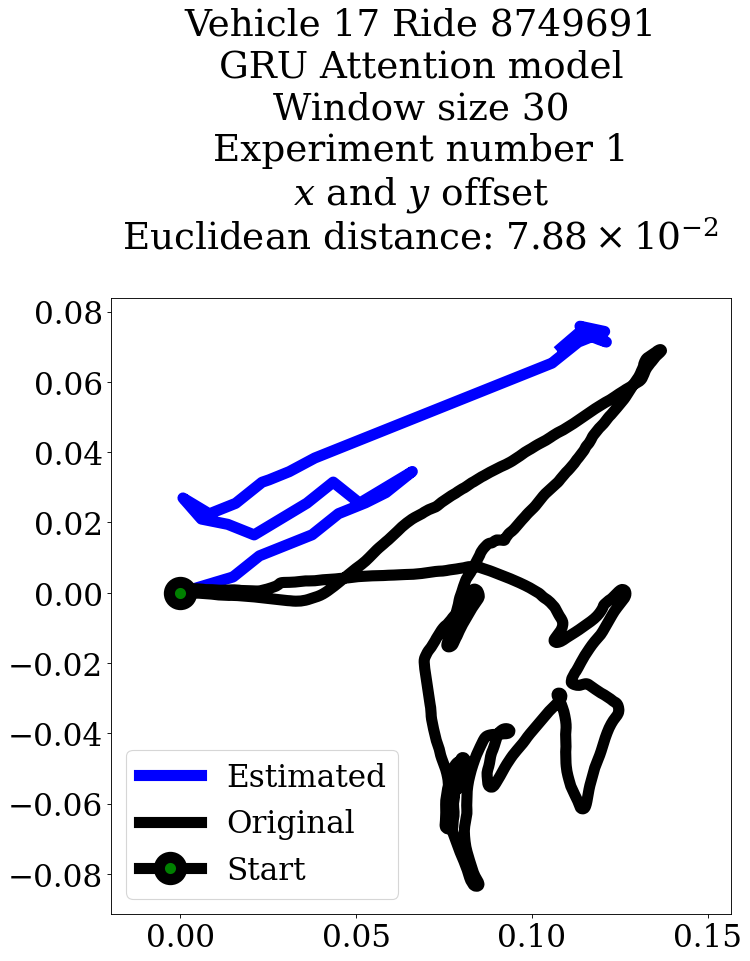 Vehicle 17 Ride 8749691
GRU Attention model
Window size 30
Experiment number 1
x and y offset
Euclidean distance: 7.88 × 10⁻²
0.08
0.06
0.04
0.02
0.00
−0.02
−0.04
−0.06
−0.08
Estimated
Original
Start
0.00 0.05 0.10 0.15